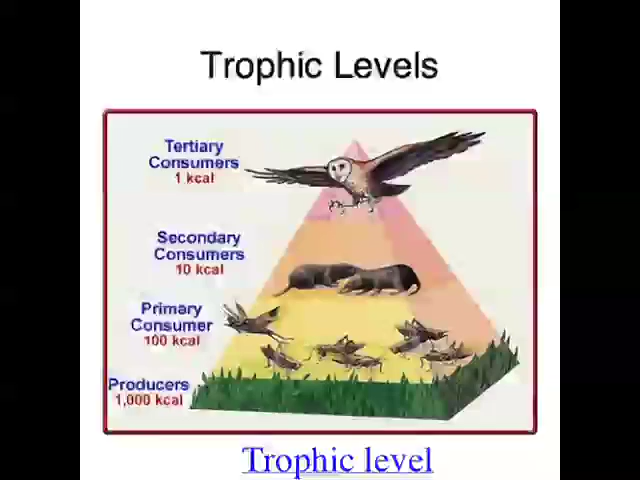 Trophic Levels
Tertiary
Consumers
1 kcal
Secondary
Consumers
10 kcal
Primary
Consumer
100 kcal
Producers
1,000 kcal
Trophic level